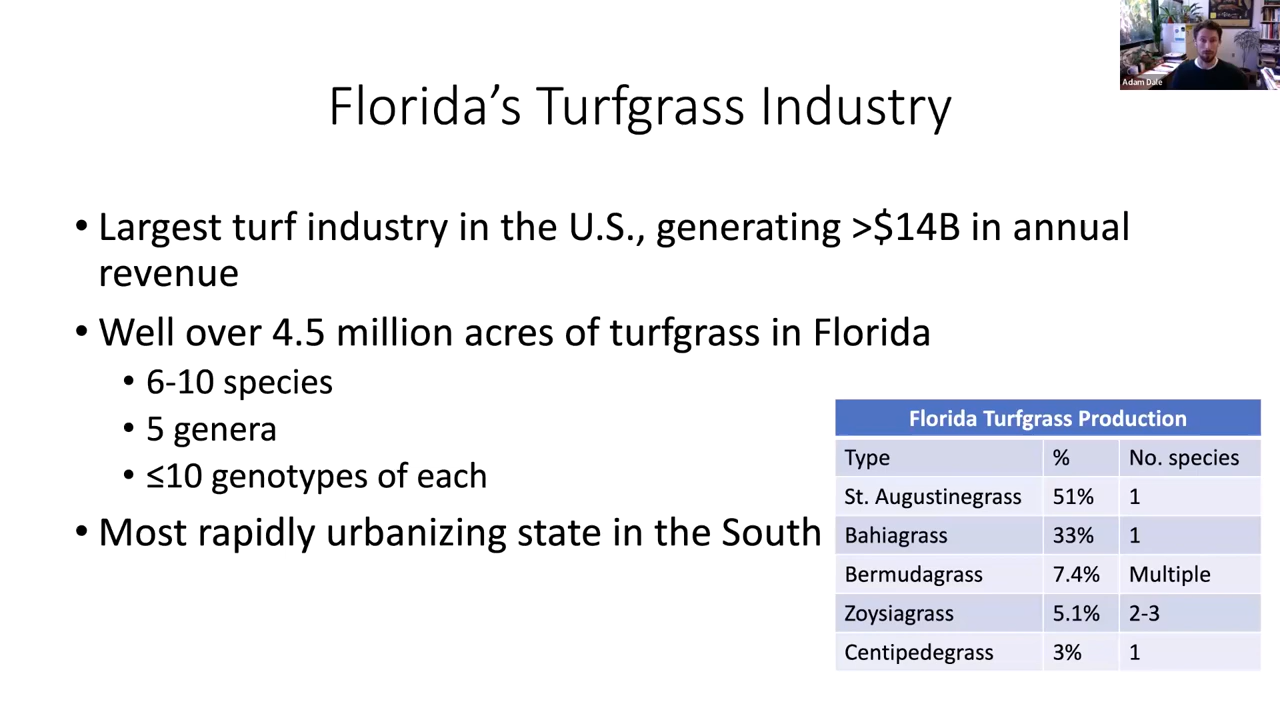 Adam Dale
Florida's Turfgrass Industry
• Largest turf industry in the U.S., generating >$14B in annual
revenue
• Well over 4.5 million acres of turfgrass in Florida
• 6-10 species
• 5 genera
• ≤10 genotypes of each
• Most rapidly urbanizing state in the South
Florida Turfgrass Production
Type % No. species
St. Augustinegrass 51% 1
Bahiagrass 33% 1
Bermudagrass 7.4% Multiple
Zoysiagrass 5.1% 2-3
Centipedegrass 3% 1